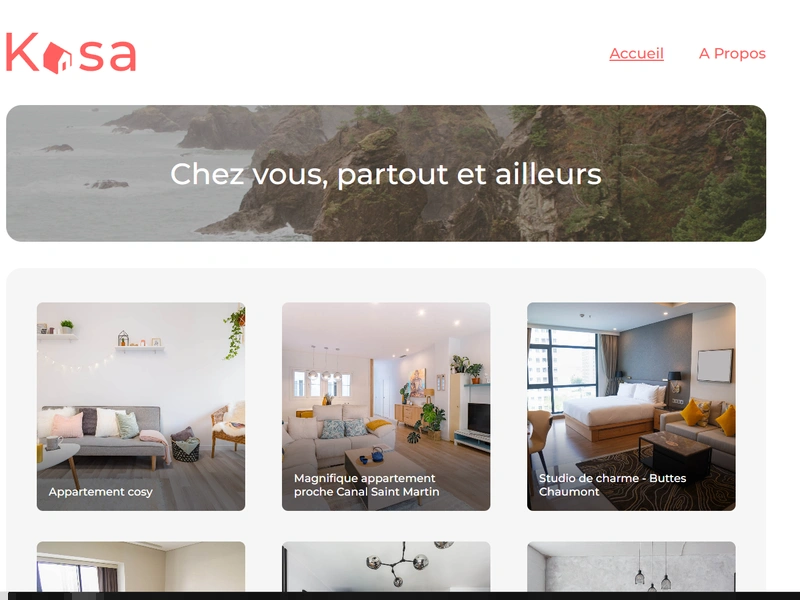 Kasa
Accueil
A Propos
Chez vous, partout et ailleurs
Appartement cosy
Magnifique appartement
proche Canal Saint Martin
Studio de charme - Buttes
Chaumont